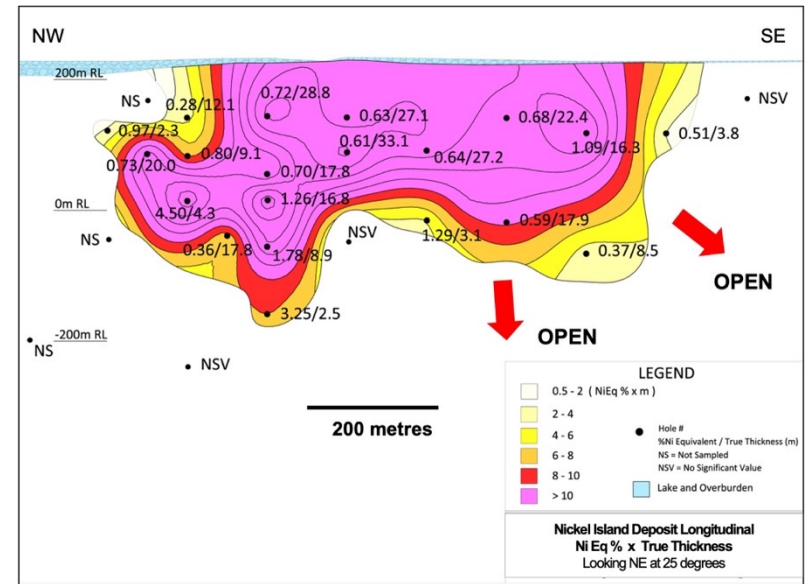 NW
SE
200m RL
0.72/28.8
NS
0.28/12.1
0.63/27.1
0.68/22.4
NSV
0.97/2.3
0.61/33.1
1.09/16.3
0.51/3.8
0.73/20.0
0.80/9.1
0.64/27.2
0.70/17.8
0m RL
4.50/4.3
1.26/16.8
0.59/17.9
NS
0.36/17.8
1.78/8.9
NSV
1.29/3.1
0.37/8.5
OPEN
3.25/2.5
OPEN
-200m RL
NS
NSV
200 metres
LEGEND
0.5 - 2 ( NiEq % x m )
2 - 4
4 - 6
6 - 8
8 - 10
> 10
Hole #
%Ni Equivalent / True Thickness (m)
NS = Not Sampled
NSV = No Significant Value
Lake and Overburden
Nickel Island Deposit Longitudinal
Ni Eq % x True Thickness
Looking NE at 25 degrees